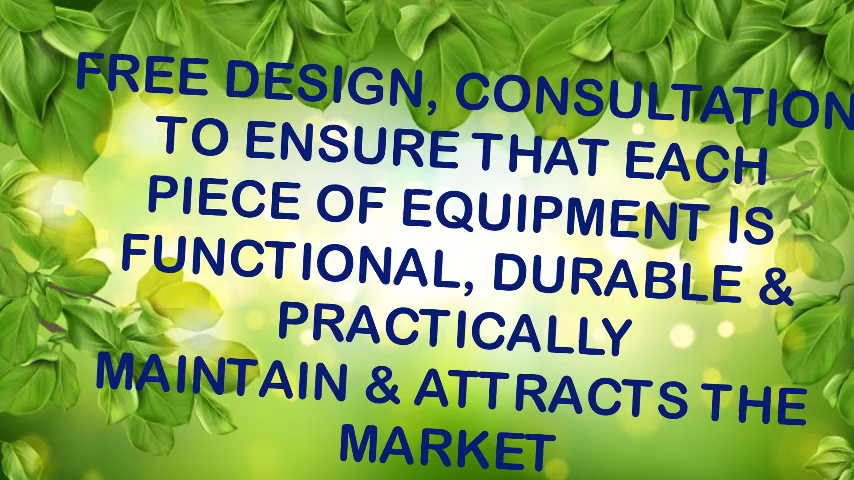 FREE DESIGN, CONSULTATION
TO ENSURE THAT EACH
PIECE OF EQUIPMENT IS
FUNCTIONAL, DURABLE &
PRACTICALLY
MAINTAIN & ATTRACTS THE
MARKET